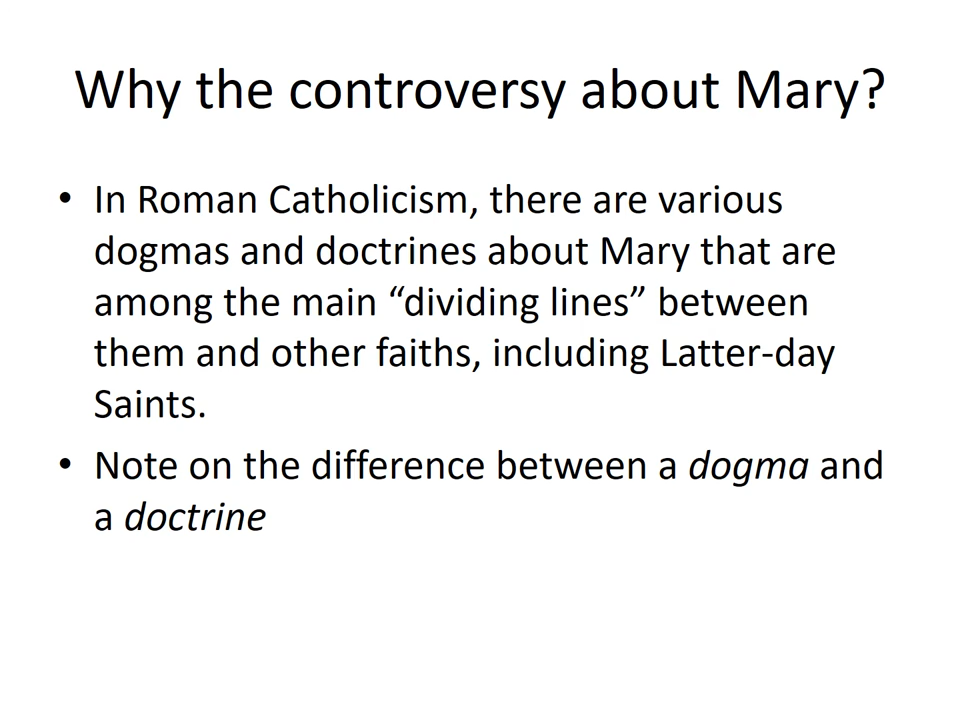 Why the controversy about Mary?
• In Roman Catholicism, there are various
dogmas and doctrines about Mary that are
among the main “dividing lines” between
them and other faiths, including Latter-day
Saints.
• Note on the difference between a dogma and
a doctrine